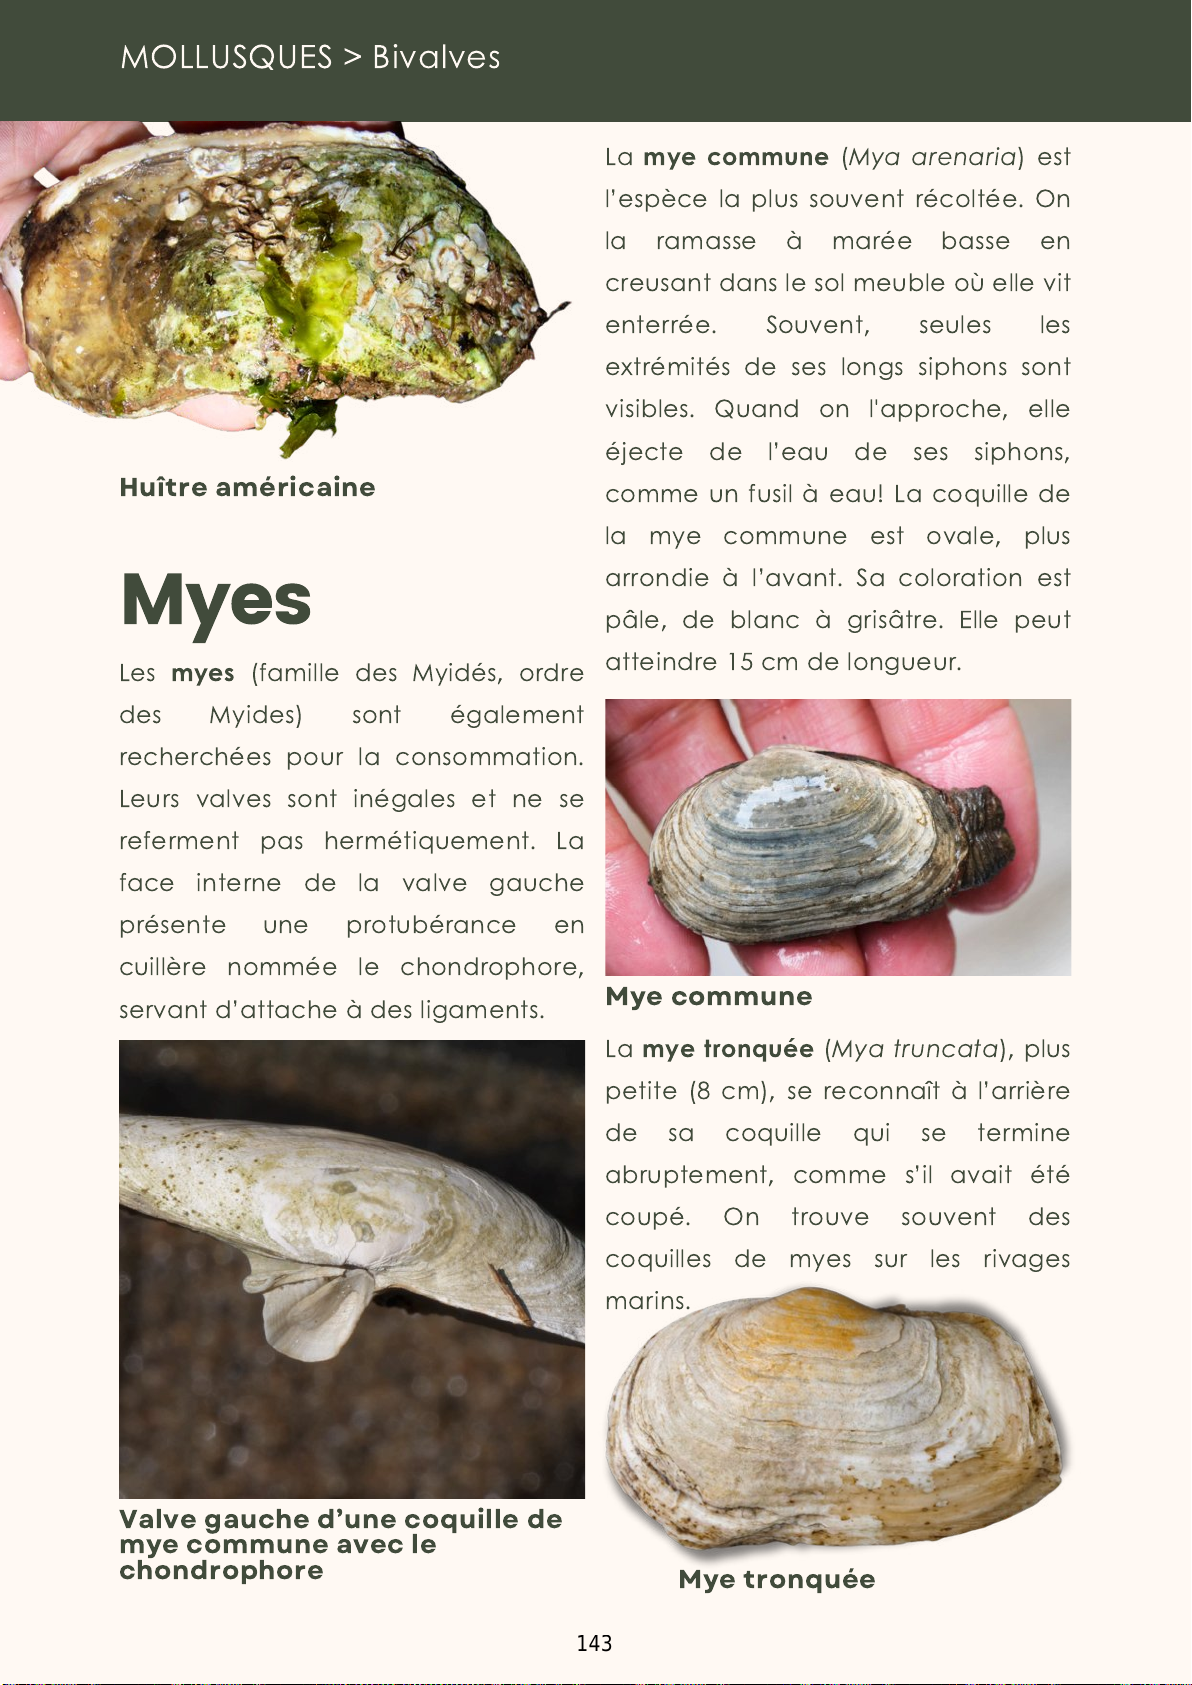 MOLLUSQUES > Bivalves
Huître américaine
Myes
Les myes (famille des Myidés, ordre
des Myides) sont également
recherchées pour la consommation.
Leurs valves sont inégales et ne se
referment pas hermétiquement. La
face interne de la valve gauche
présente une protubérance en
cuillère nommée le chondrophore,
servant d’attache à des ligaments.
Valve gauche d’une coquille de
mye commune avec le
chondrophore
La mye commune (Mya arenaria) est
l’espèce la plus souvent récoltée. On
la ramasse à marée basse en
creusant dans le sol meuble où elle vit
enterrée. Souvent, seules les
extrémités de ses longs siphons sont
visibles. Quand on l'approche, elle
éjecte de l’eau de ses siphons,
comme un fusil à eau! La coquille de
la mye commune est ovale, plus
arrondie à l’avant. Sa coloration est
pâle, de blanc à grisâtre. Elle peut
atteindre 15 cm de longueur.
Mye commune
La mye tronquée (Mya truncata), plus
petite (8 cm), se reconnaît à l’arrière
de sa coquille qui se termine
abruptement, comme s’il avait été
coupé. On trouve souvent des
coquilles de myes sur les rivages
marins.
Mye tronquée
143